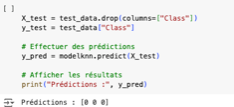 [ ]
X_test = test_data.drop(columns=["Class"])
y_test = test_data["Class"]
# Effectuer des prédictions
y_pred = modelknn.predict(X_test)
# Afficher les résultats
print("Prédictions :", y_pred)
Prédictions : [0 0 0]